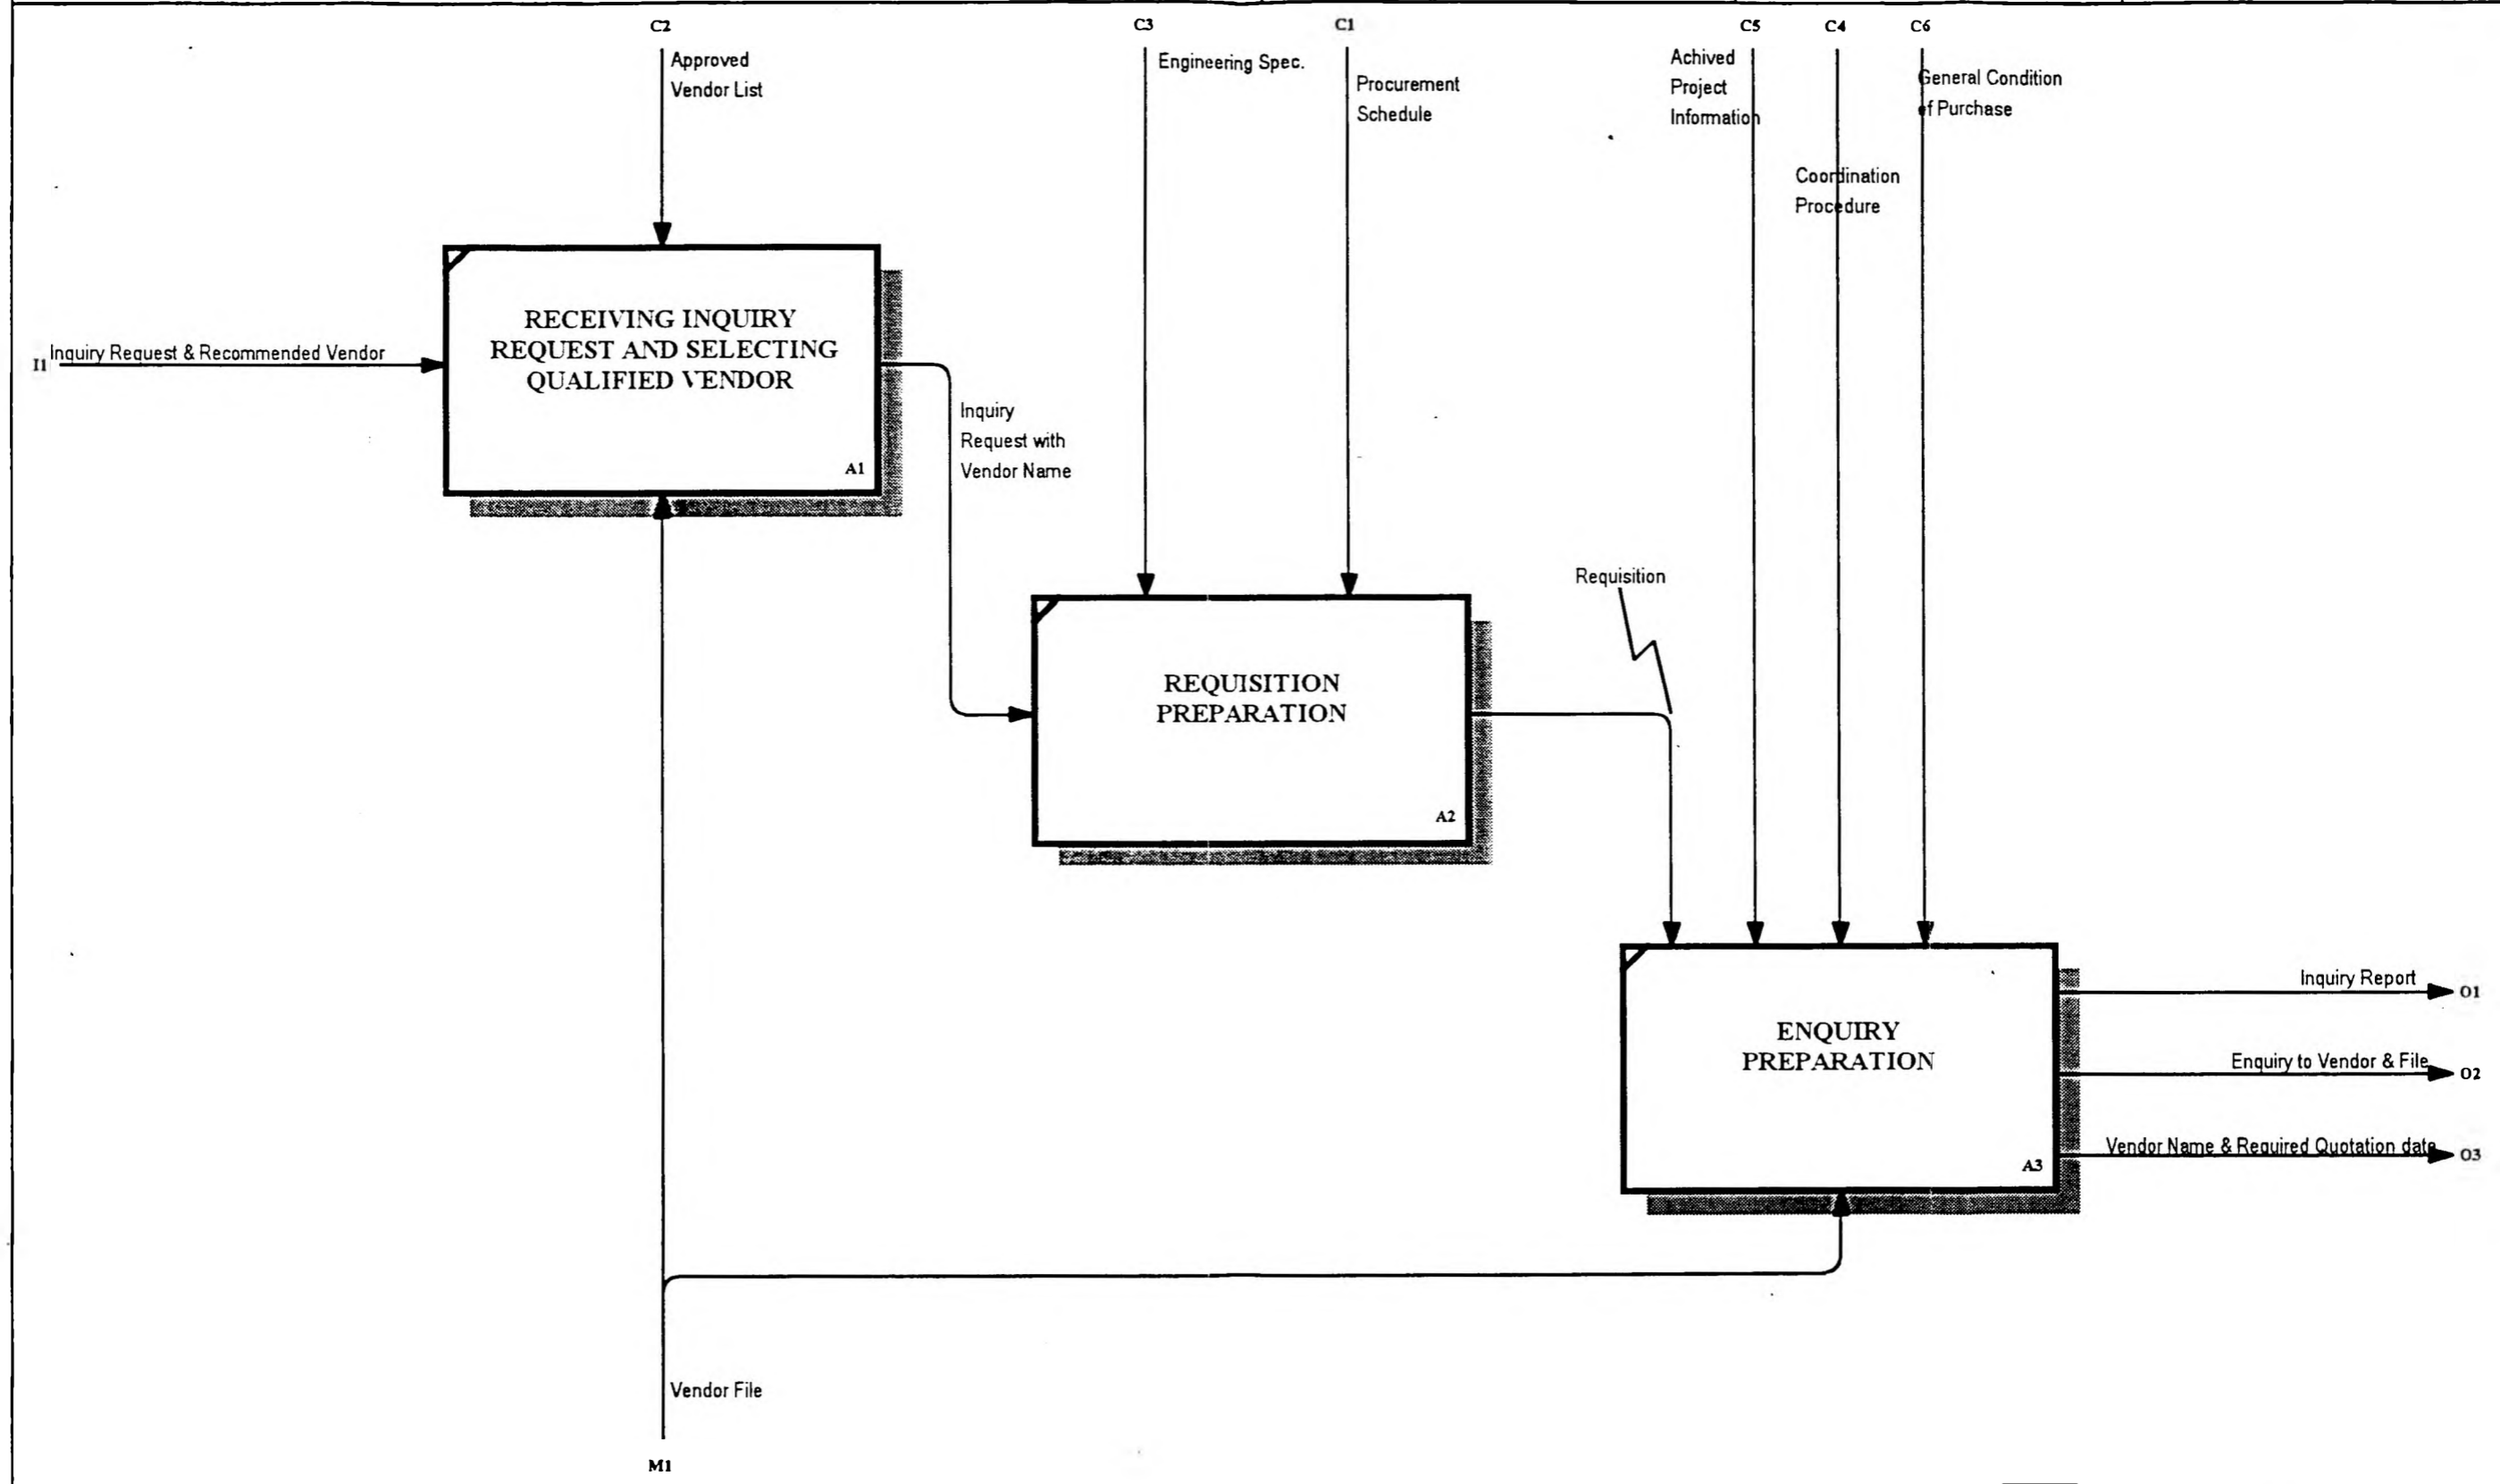 C2
C3
C1
C5
C4
C6
Approved
Vendor List
Engineering Spec.
Procurement
Schedule
Achived
Project
Information
General Condition
of Purchase
Coordination
Procedure
I1
Inquiry Request & Recommended Vendor
RECEIVING INQUIRY
REQUEST AND SELECTING
QUALIFIED VENDOR
A1
Inquiry
Request with
Vendor Name
Requisition
REQUISITION
PREPARATION
A2
ENQUIRY
PREPARATION
A3
Inquiry Report
O1
Enquiry to Vendor & File
O2
Vendor Name & Required Quotation date
O3
Vendor File
M1